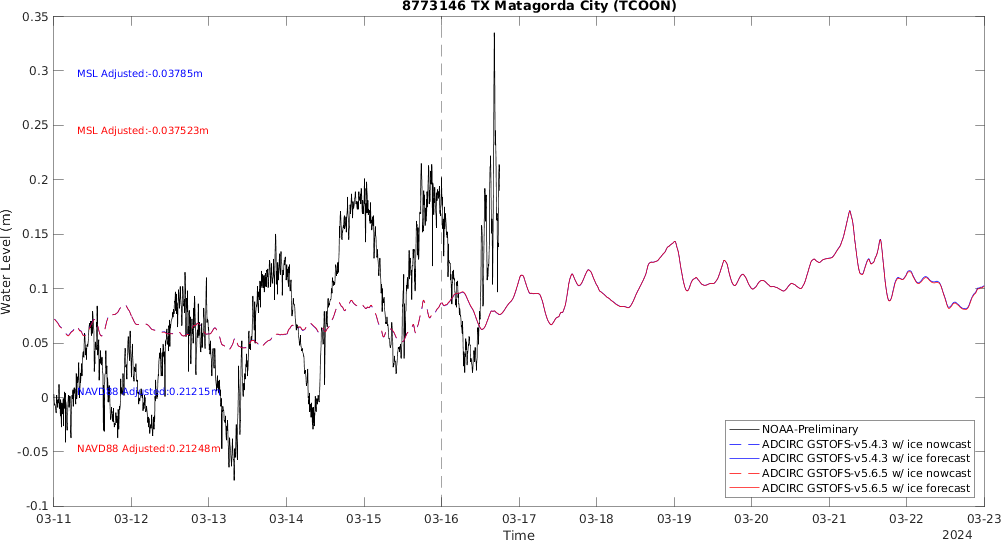 8773146 TX Matagorda City (TCOON)
0.35
0.3
0.25
0.2
0.15
0.1
0.05
0
-0.05
-0.1
Water Level (m)
MSL Adjusted:-0.03785m
MSL Adjusted:-0.037523m
NAVD88 Adjusted:0.21215m
NAVD88 Adjusted:0.21248m
NOAA-Preliminary
ADCIRC GSTOFS-v5.4.3 w/ ice nowcast
ADCIRC GSTOFS-v5.4.3 w/ ice forecast
ADCIRC GSTOFS-v5.6.5 w/ ice nowcast
ADCIRC GSTOFS-v5.6.5 w/ ice forecast
03-11 03-12 03-13 03-14 03-15 03-16 03-17 03-18 03-19 03-20 03-21 03-22 03-23
Time
2024